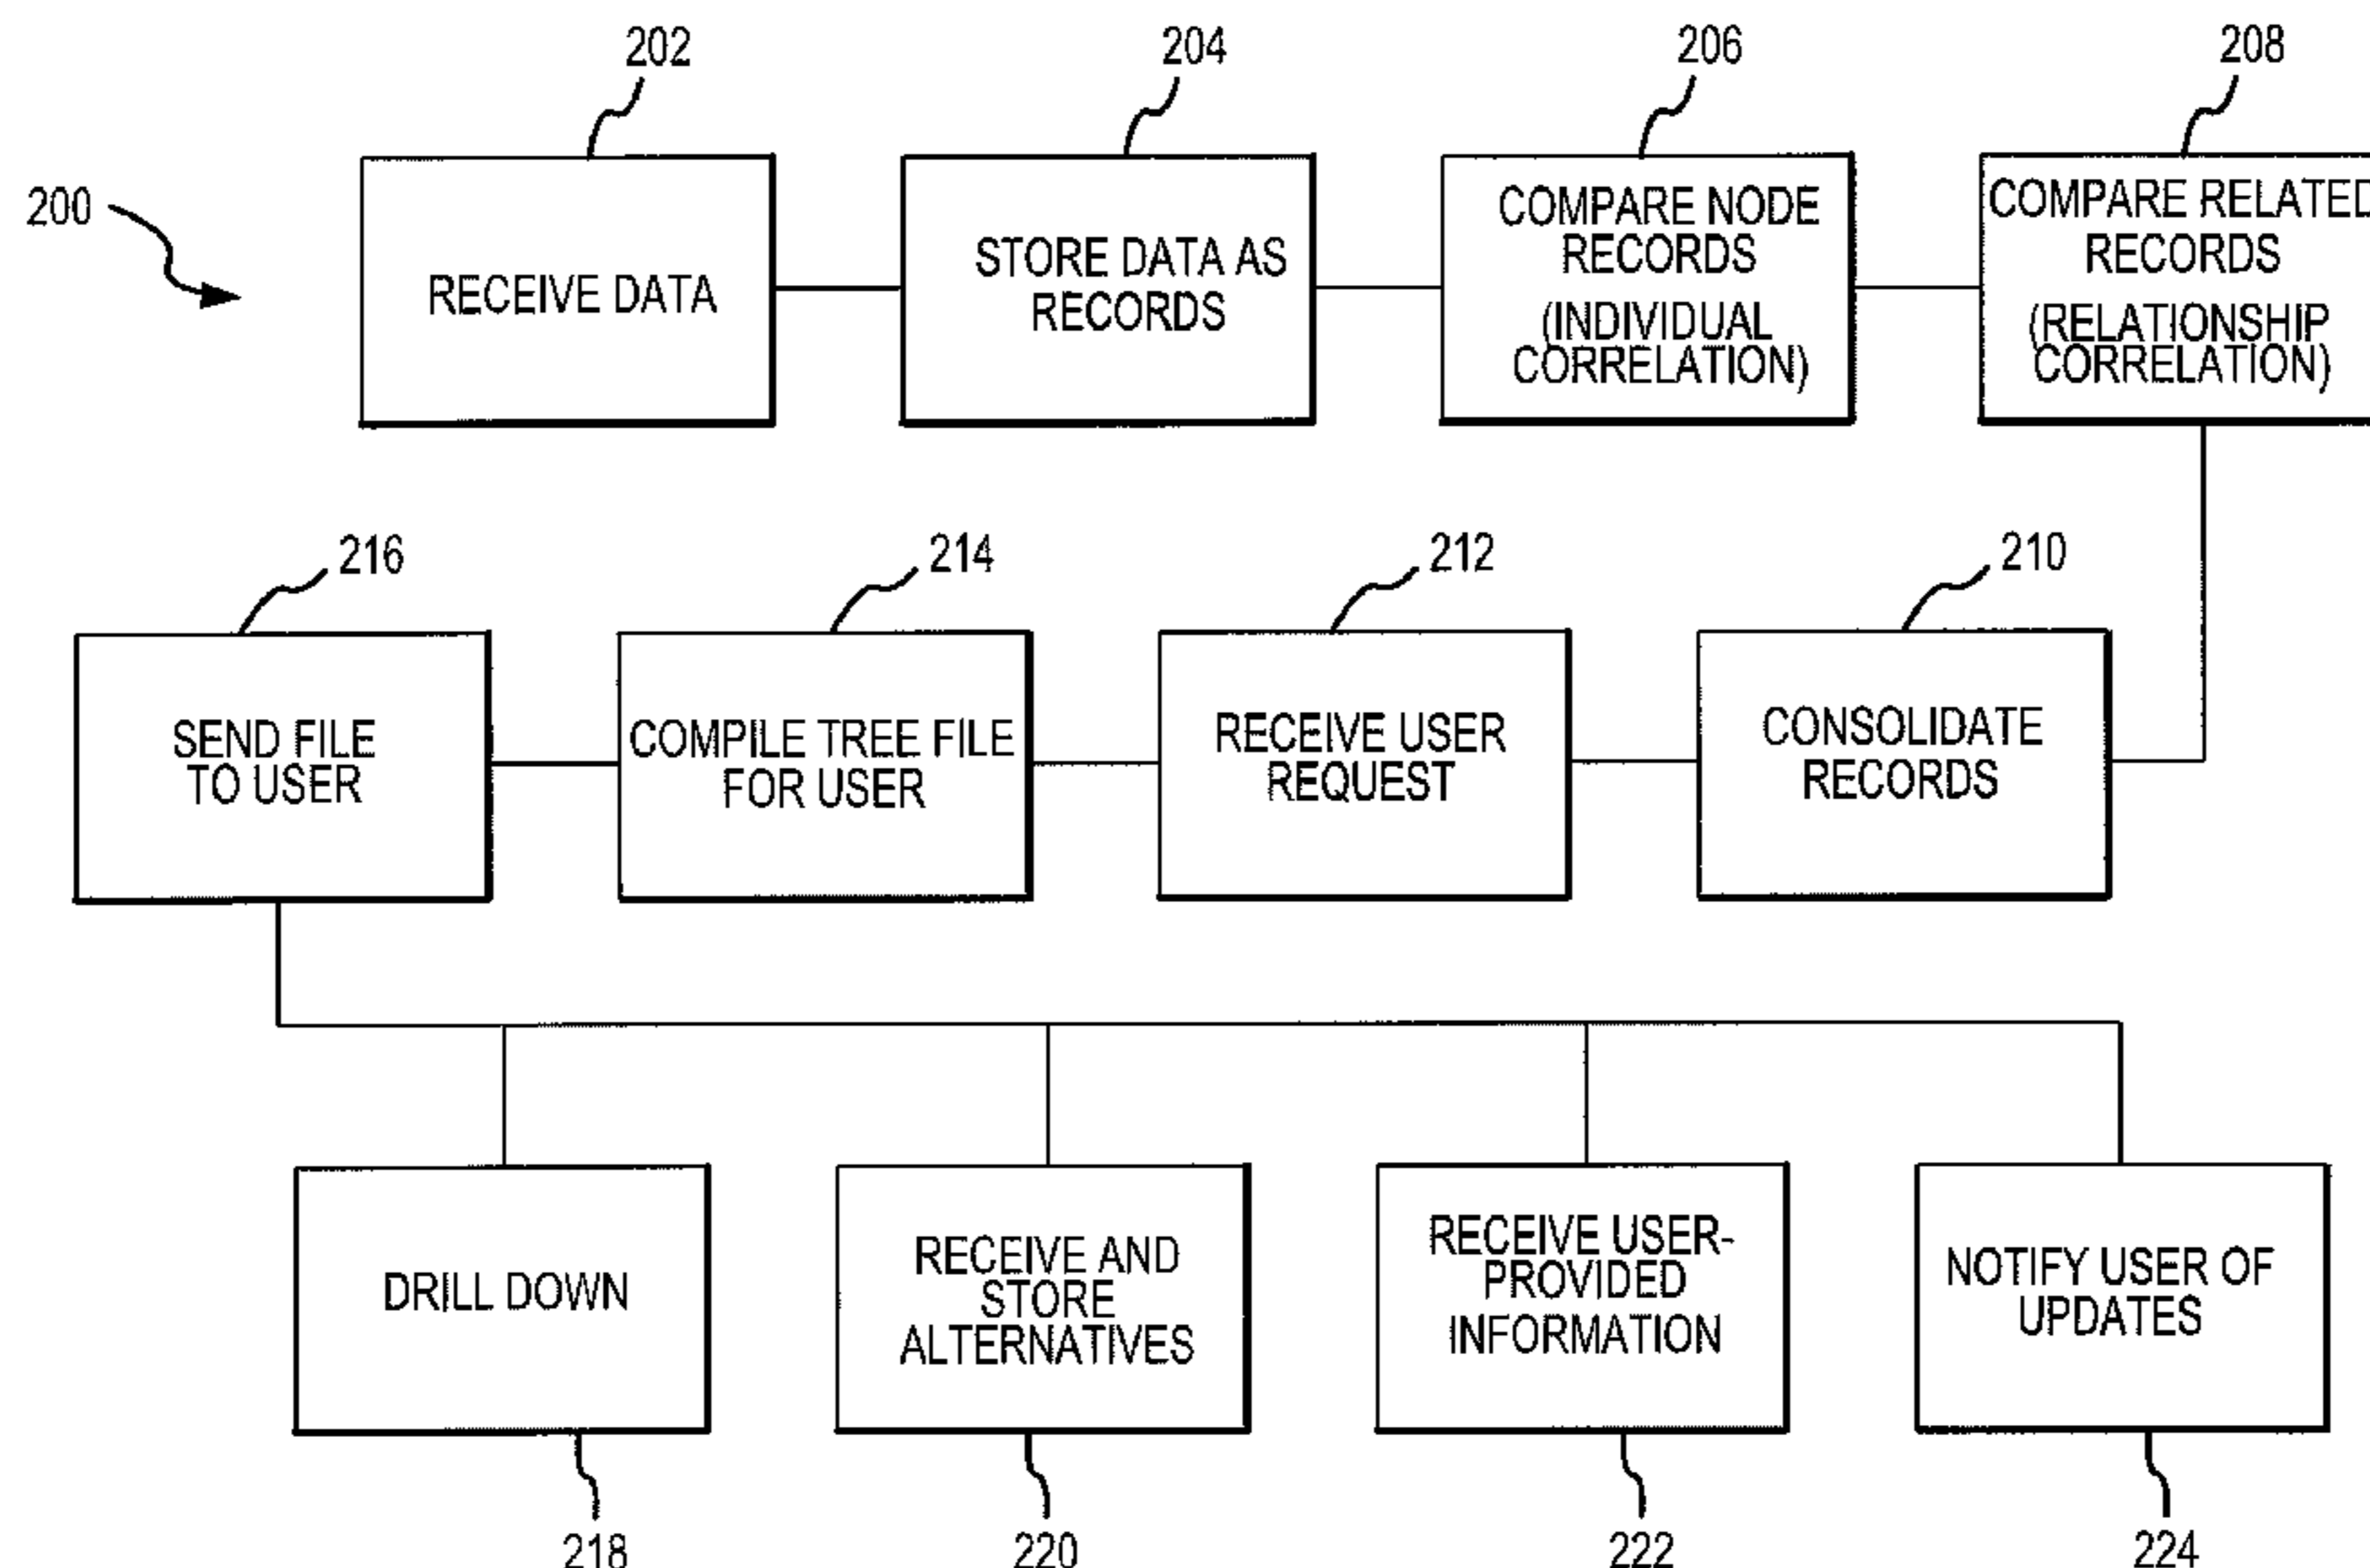 202
204
206
208
200
RECEIVE DATA
STORE DATA AS
RECORDS
COMPARE NODE
RECORDS
(INDIVIDUAL
CORRELATION)
COMPARE RELATED
RECORDS
(RELATIONSHIP
CORRELATION)
216
214
212
210
SEND FILE
TO USER
COMPILE TREE FILE
FOR USER
RECEIVE USER
REQUEST
CONSOLIDATE
RECORDS
DRILL DOWN
RECEIVE AND
STORE
ALTERNATIVES
RECEIVE USER-
PROVIDED
INFORMATION
NOTIFY USER OF
UPDATES
218
220
222
224